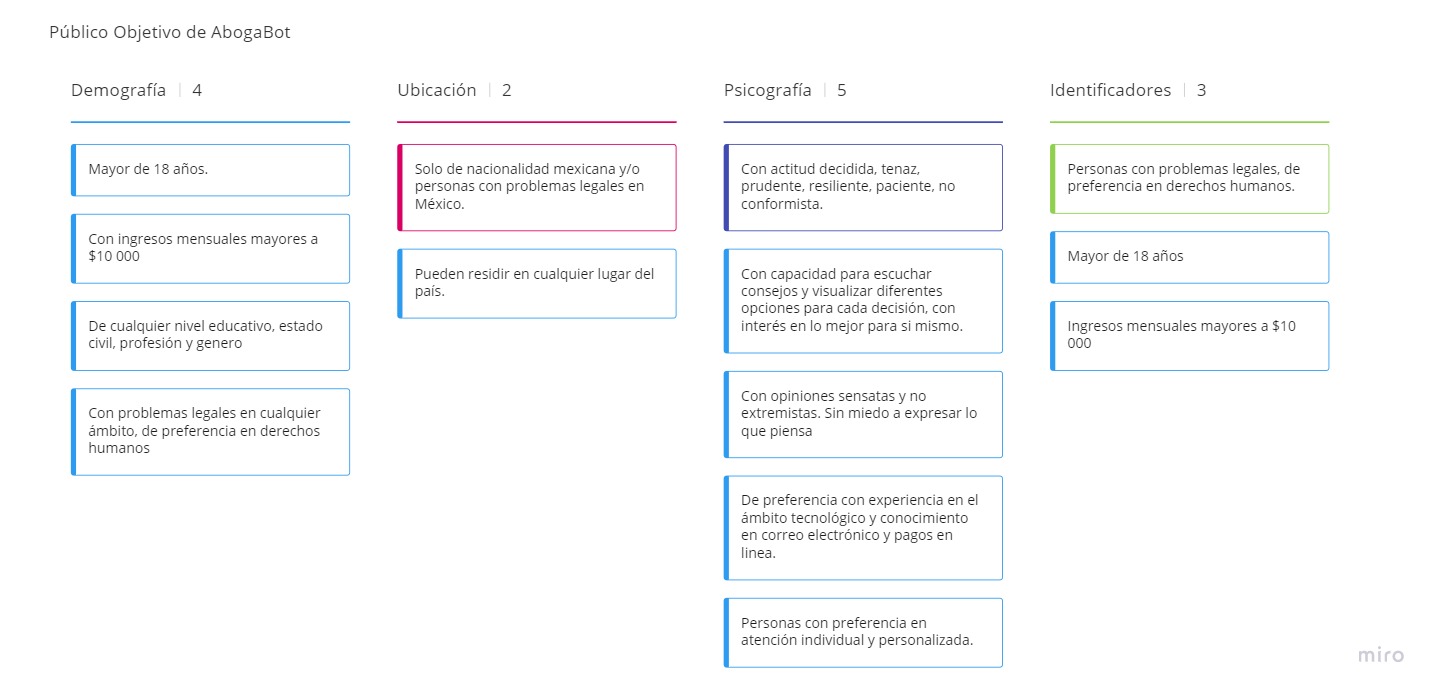 Público Objetivo de AbogaBot
Demografía | 4
Mayor de 18 años.
Con ingresos mensuales mayores a
$10 000
De cualquier nivel educativo, estado
civil, profesión y genero
Con problemas legales en cualquier
ámbito, de preferencia en derechos
humanos
Ubicación | 2
Solo de nacionalidad mexicana y/o
personas con problemas legales en
México.
Pueden residir en cualquier lugar del
país.
Psicografía | 5
Con actitud decidida, tenaz,
prudente, resiliente, paciente, no
conformista.
Con capacidad para escuchar
consejos y visualizar diferentes
opciones para cada decisión, con
interés en lo mejor para si mismo.
Con opiniones sensatas y no
extremistas. Sin miedo a expresar lo
que piensa
De preferencia con experiencia en el
ámbito tecnológico y conocimiento
en correo electrónico y pagos en
linea.
Personas con preferencia en
atención individual y personalizada.
Identificadores | 3
Personas con problemas legales, de
preferencia en derechos humanos.
Mayor de 18 años
Ingresos mensuales mayores a $10
000
miro